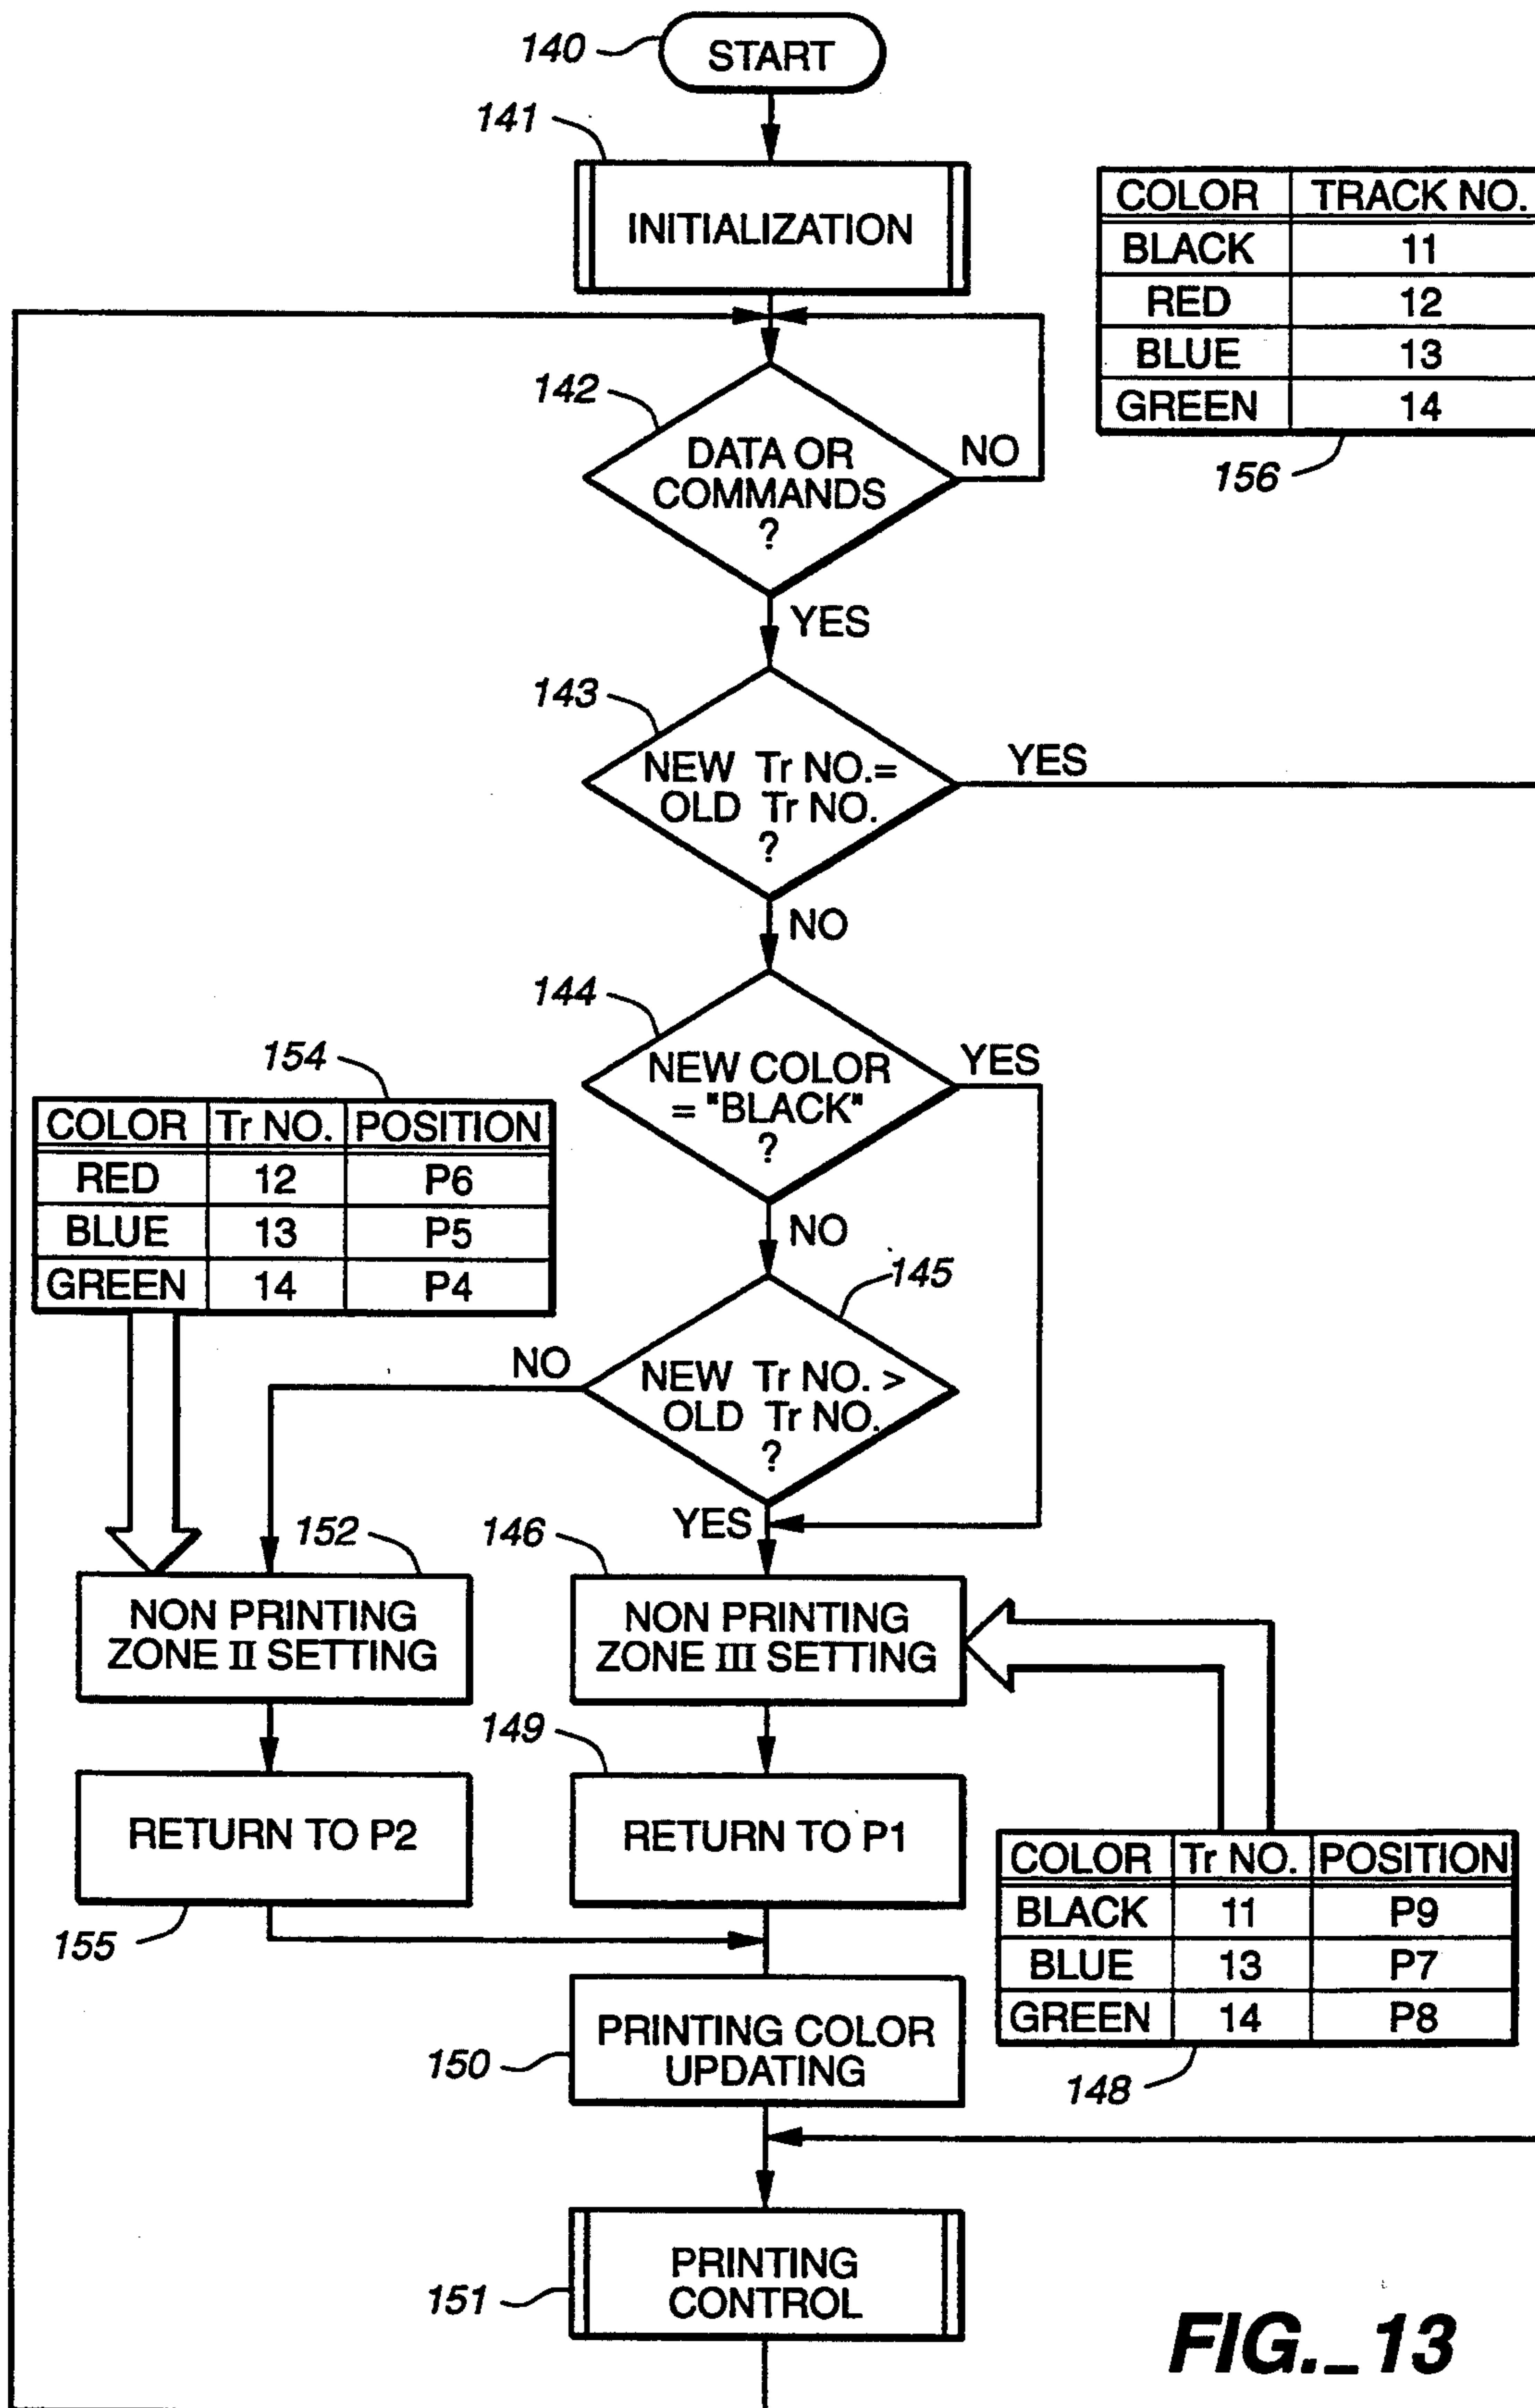 140
START
141
INITIALIZATION
COLOR TRACK NO.
BLACK 11
RED 12
BLUE 13
GREEN 14
156
142
DATA OR
COMMANDS
?
NO
YES
143
NEW Tr NO.=
OLD Tr NO.
?
YES
NO
144
NEW COLOR
= "BLACK"
?
YES
NO
154
COLOR Tr NO. POSITION
RED 12 P6
BLUE 13 P5
GREEN 14 P4
145
NEW Tr NO. >
OLD Tr NO.
?
NO
YES
152
NON PRINTING
ZONE II SETTING
146
NON PRINTING
ZONE III SETTING
155
RETURN TO P2
149
RETURN TO P1
COLOR Tr NO. POSITION
BLACK 11 P9
BLUE 13 P7
GREEN 14 P8
148
150
PRINTING COLOR
UPDATING
151
PRINTING
CONTROL
FIG._13